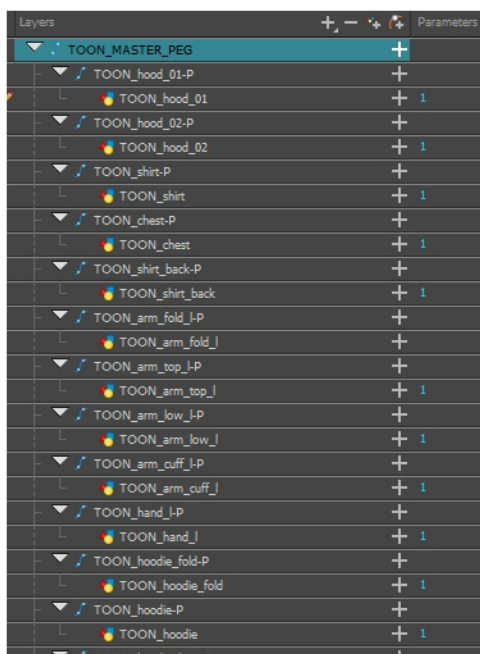 Layers Parameters
TOON_MASTER_PEG
TOON_hood_01-P
TOON_hood_01 1
TOON_hood_02-P
TOON_hood_02 1
TOON_shirt-P
TOON_shirt 1
TOON_chest-P
TOON_chest 1
TOON_shirt_back-P
TOON_shirt_back 1
TOON_arm_fold_l-P
TOON_arm_fold_l
TOON_arm_top_l-P
TOON_arm_top_l 1
TOON_arm_low_l-P
TOON_arm_low_l 1
TOON_arm_cuff_l-P
TOON_arm_cuff_l 1
TOON_hand_l-P
TOON_hand_l 1
TOON_hoodie_fold-P
TOON_hoodie_fold 1
TOON_hoodie-P
TOON_hoodie 1